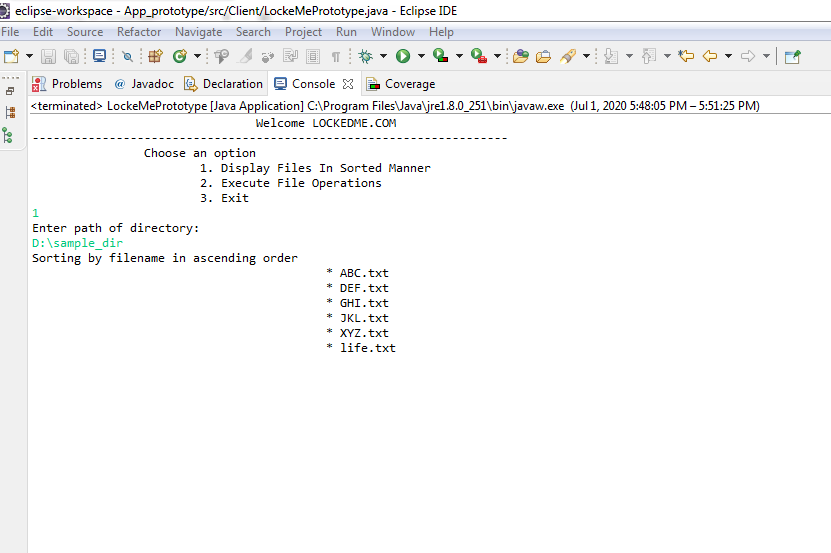 eclipse-workspace - App_prototype/src/Client/LockeMePrototype.java - Eclipse IDE
File Edit Source Refactor Navigate Search Project Run Window Help
Problems @ Javadoc Declaration Console Coverage
<terminated> LockeMePrototype [Java Application] C:\Program Files\Java\jre1.8.0_251\bin\javaw.exe (Jul 1, 2020 5:48:05 PM – 5:51:25 PM)
Welcome LOCKEDME.COM
--------------------------------------------------------------------
Choose an option
1. Display Files In Sorted Manner
2. Execute File Operations
3. Exit
1
Enter path of directory:
D:\sample_dir
Sorting by filename in ascending order
* ABC.txt
* DEF.txt
* GHI.txt
* JKL.txt
* XYZ.txt
* life.txt